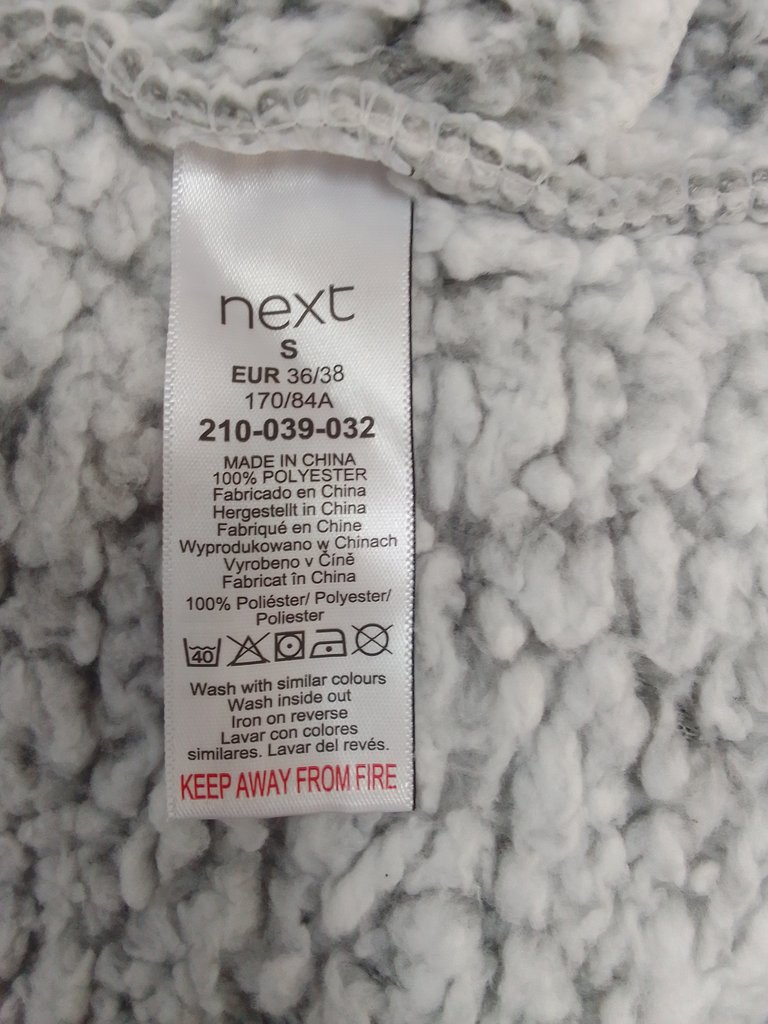 next
S
EUR 36/38
170/84A
210-039-032
MADE IN CHINA
100% POLYESTER
Fabricado en China
Hergestellt in China
Fabriqué en Chine
Wyprodukowano w Chinach
Vyrobeno v Číně
Fabricat în China
100% Poliéster/ Polyester/
Poliester
40
Wash with similar colours
Wash inside out
Iron on reverse
Lavar con colores
similares. Lavar del revés.
KEEP AWAY FROM FIRE